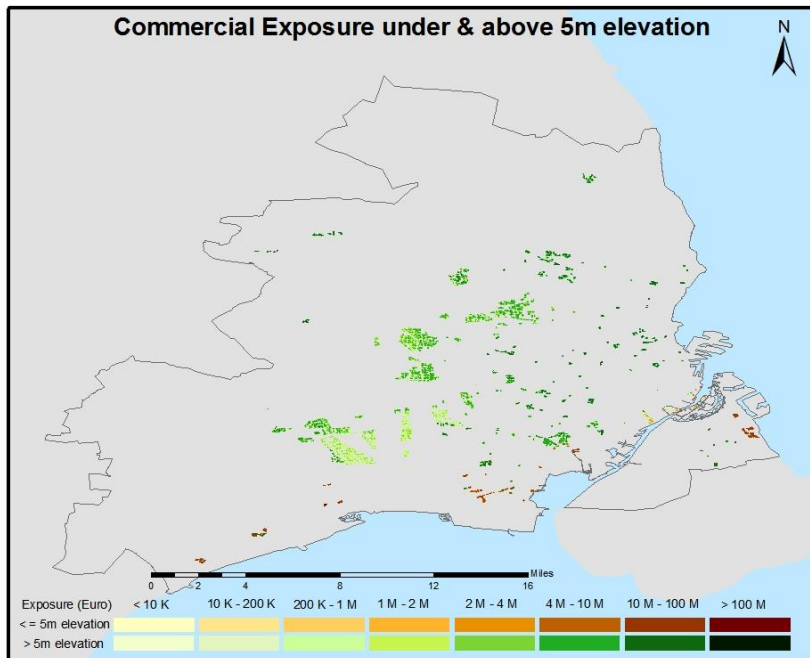 Commercial Exposure under & above 5m elevation
N
Miles
0 2 4 8 12 16
Exposure (Euro) < 10 K 10 K - 200 K 200 K - 1 M 1 M - 2 M 2 M - 4 M 4 M - 10 M 10 M - 100 M > 100 M
< = 5m elevation
> 5m elevation